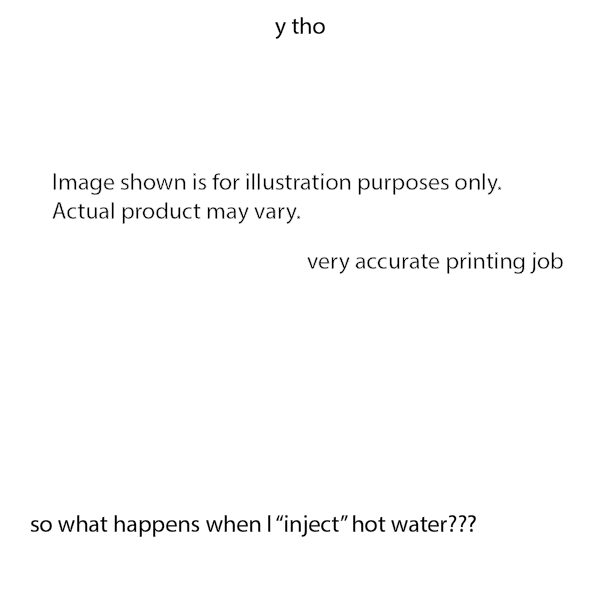 y tho
Image shown is for illustration purposes only.
Actual product may vary.
very accurate printing job
so what happens when I “inject” hot water???